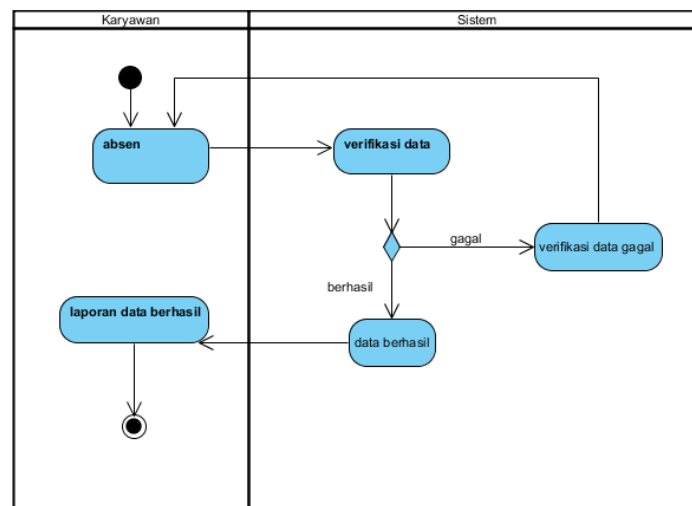 Karyawan
Sistem
absen
verifikasi data
gagal
verifikasi data gagal
berhasil
laporan data berhasil
data berhasil